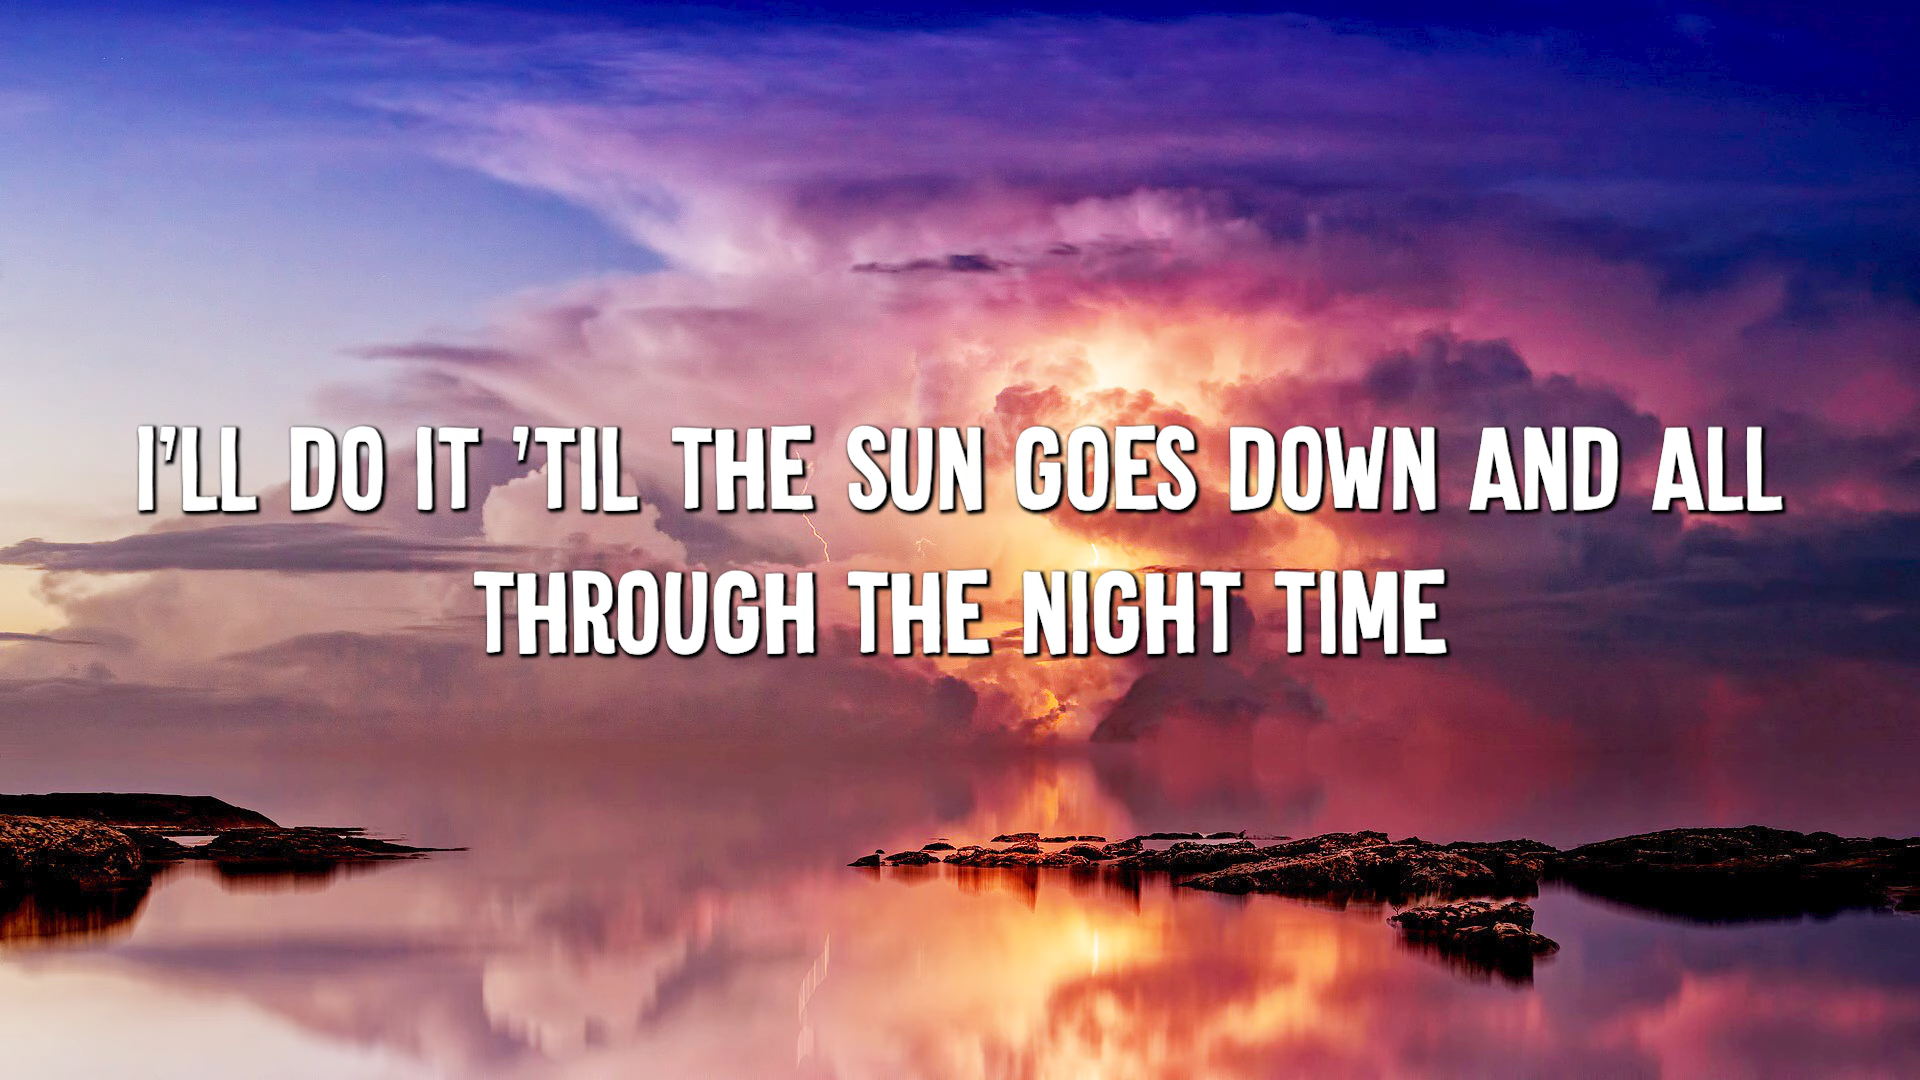 I'LL DO IT 'TIL THE SUN GOES DOWN AND ALL
THROUGH THE NIGHT TIME